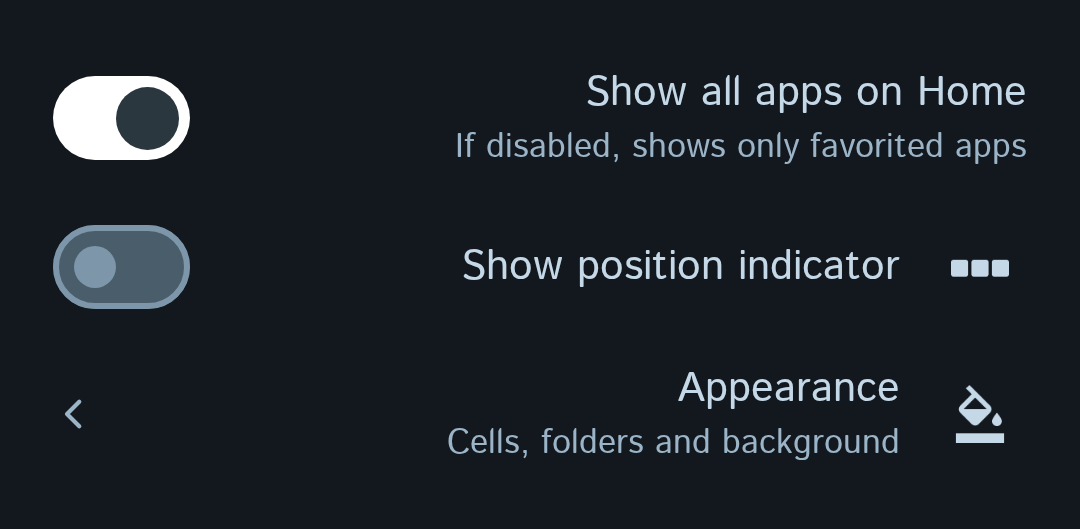 Show all apps on Home
If disabled, shows only favorited apps
Show position indicator
Appearance
Cells, folders and background